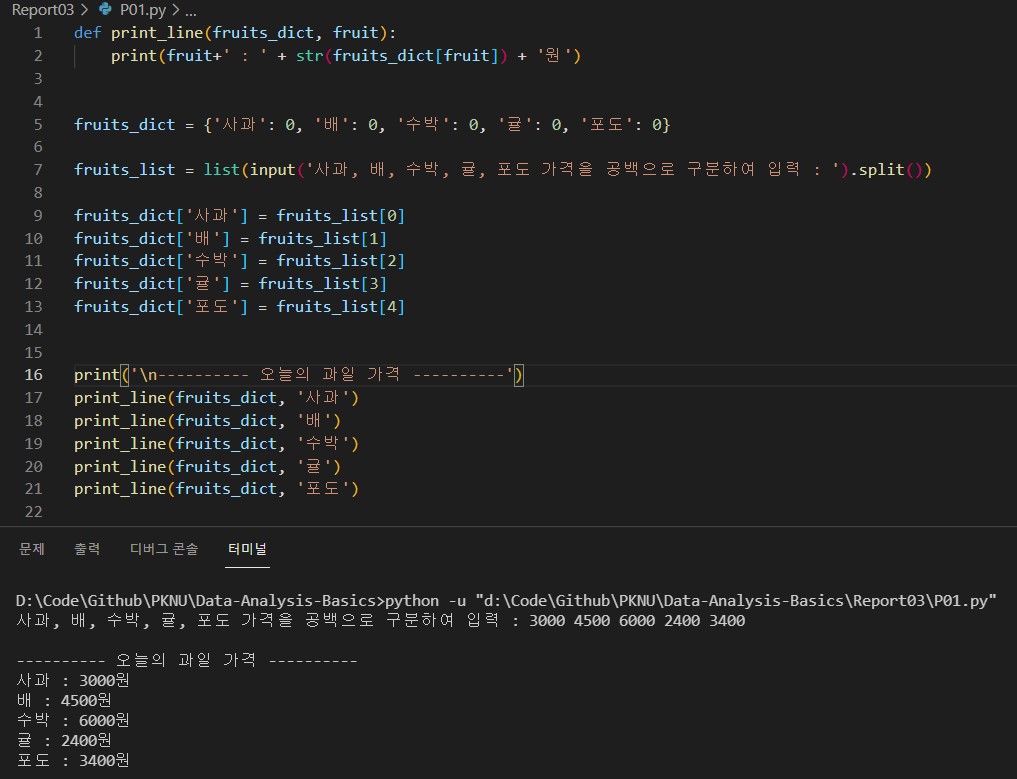 Report03 > P01.py > ...
1 def print_line(fruits_dict, fruit):
2     print(fruit+' : ' + str(fruits_dict[fruit]) + '원')
3
4
5 fruits_dict = {'사과': 0, '배': 0, '수박': 0, '귤': 0, '포도': 0}
6
7 fruits_list = list(input('사과, 배, 수박, 귤, 포도 가격을 공백으로 구분하여 입력 : ').split())
8
9 fruits_dict['사과'] = fruits_list[0]
10 fruits_dict['배'] = fruits_list[1]
11 fruits_dict['수박'] = fruits_list[2]
12 fruits_dict['귤'] = fruits_list[3]
13 fruits_dict['포도'] = fruits_list[4]
14
15
16 print('\n---------- 오늘의 과일 가격 ----------')
17 print_line(fruits_dict, '사과')
18 print_line(fruits_dict, '배')
19 print_line(fruits_dict, '수박')
20 print_line(fruits_dict, '귤')
21 print_line(fruits_dict, '포도')
22
문제 출력 디버그 콘솔 터미널
D:\Code\Github\PKNU\Data-Analysis-Basics>python -u "d:\Code\Github\PKNU\Data-Analysis-Basics\Report03\P01.py"
사과, 배, 수박, 귤, 포도 가격을 공백으로 구분하여 입력 : 3000 4500 6000 2400 3400
---------- 오늘의 과일 가격 ----------
사과 : 3000원
배 : 4500원
수박 : 6000원
귤 : 2400원
포도 : 3400원